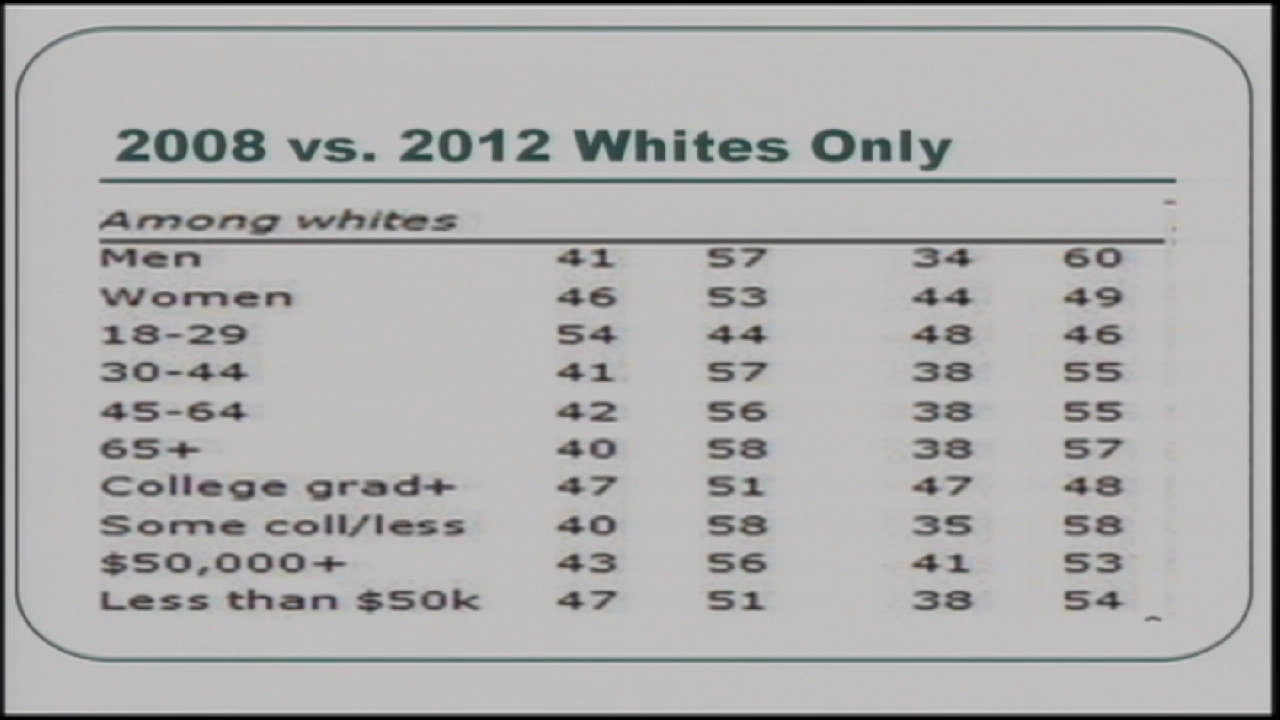 2008 vs. 2012 Whites Only
Among whites
Men 41 57 34 60
Women 46 53 44 49
18-29 54 44 48 46
30-44 41 57 38 55
45-64 42 56 38 55
65+ 40 58 38 57
College grad+ 47 51 47 48
Some coll/less 40 58 35 58
$50,000+ 43 56 41 53
Less than $50k 47 51 38 54